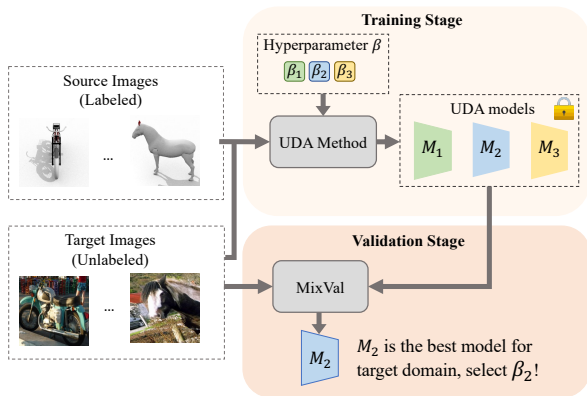 Training Stage
Hyperparameter β
β1 β2 β3
Source Images
(Labeled)
...
UDA Method
UDA models
M1 M2 M3
Target Images
(Unlabeled)
...
Validation Stage
MixVal
M2
M2 is the best model for
target domain, select β2!